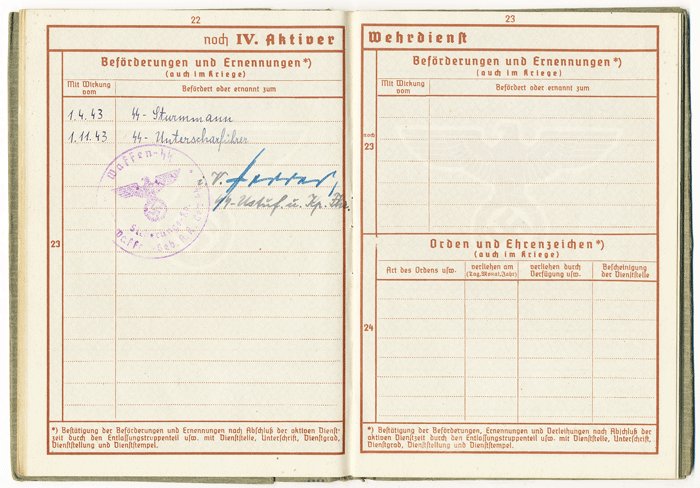 22
noch IV. Aktiver
Beförderungen und Ernennungen*)
(auch im Kriege)
Mit Wirkung vom
Befördert oder ernannt zum
1.4.43 SS-Sturmmann
1.11.43 SS-Unterscharführer
Waffen-SS
i.V.
SS-Ustuf. u. Kp. Fhr.
23
*) Bestätigung der Beförderungen und Ernennungen nach Abschluß der aktiven Dienst-
zeit durch den Entlassungstruppenteil usw. mit Dienststelle, Unterschrift, Dienstgrad,
Dienststellung und Dienststempel.
23
Wehrdienst
Beförderungen und Ernennungen*)
(auch im Kriege)
Mit Wirkung vom
Befördert oder ernannt zum
noch
23
Orden und Ehrenzeichen*)
(auch im Kriege)
Art des Ordens usw.
verliehen am
(Tag, Monat, Jahr)
verliehen durch
Verfügung usw.
Bescheinigung
der Dienststelle
24
*) Bestätigung der Beförderungen, Ernennungen und Verleihungen nach Abschluß der
aktiven Dienstzeit durch den Entlassungstruppenteil usw. mit Dienststelle, Unterschrift,
Dienstgrad, Dienststellung und Dienststempel.